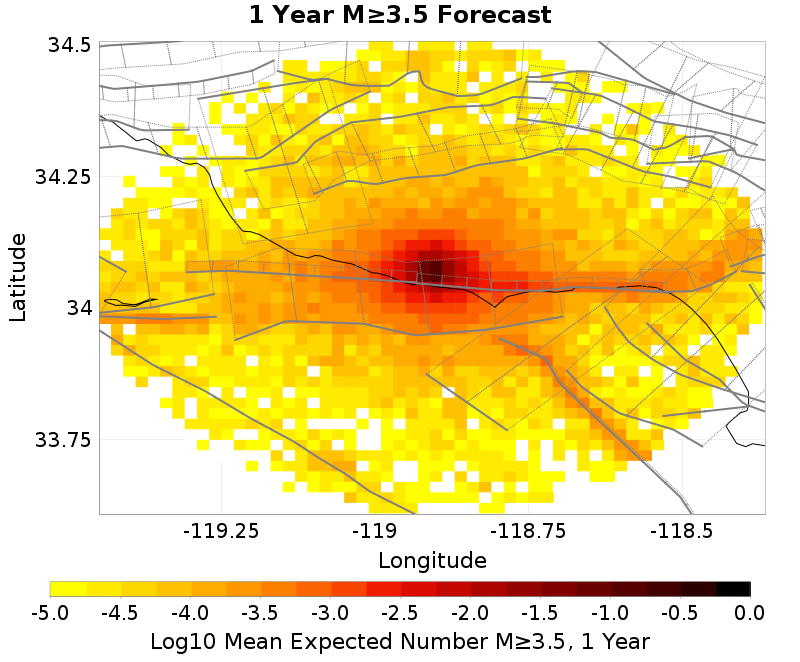 1 Year M≥3.5 Forecast
34.5
34.25
34
33.75
Latitude
-119.25 -119 -118.75 -118.5
Longitude
-5.0 -4.5 -4.0 -3.5 -3.0 -2.5 -2.0 -1.5 -1.0 -0.5 0.0
Log10 Mean Expected Number M≥3.5, 1 Year